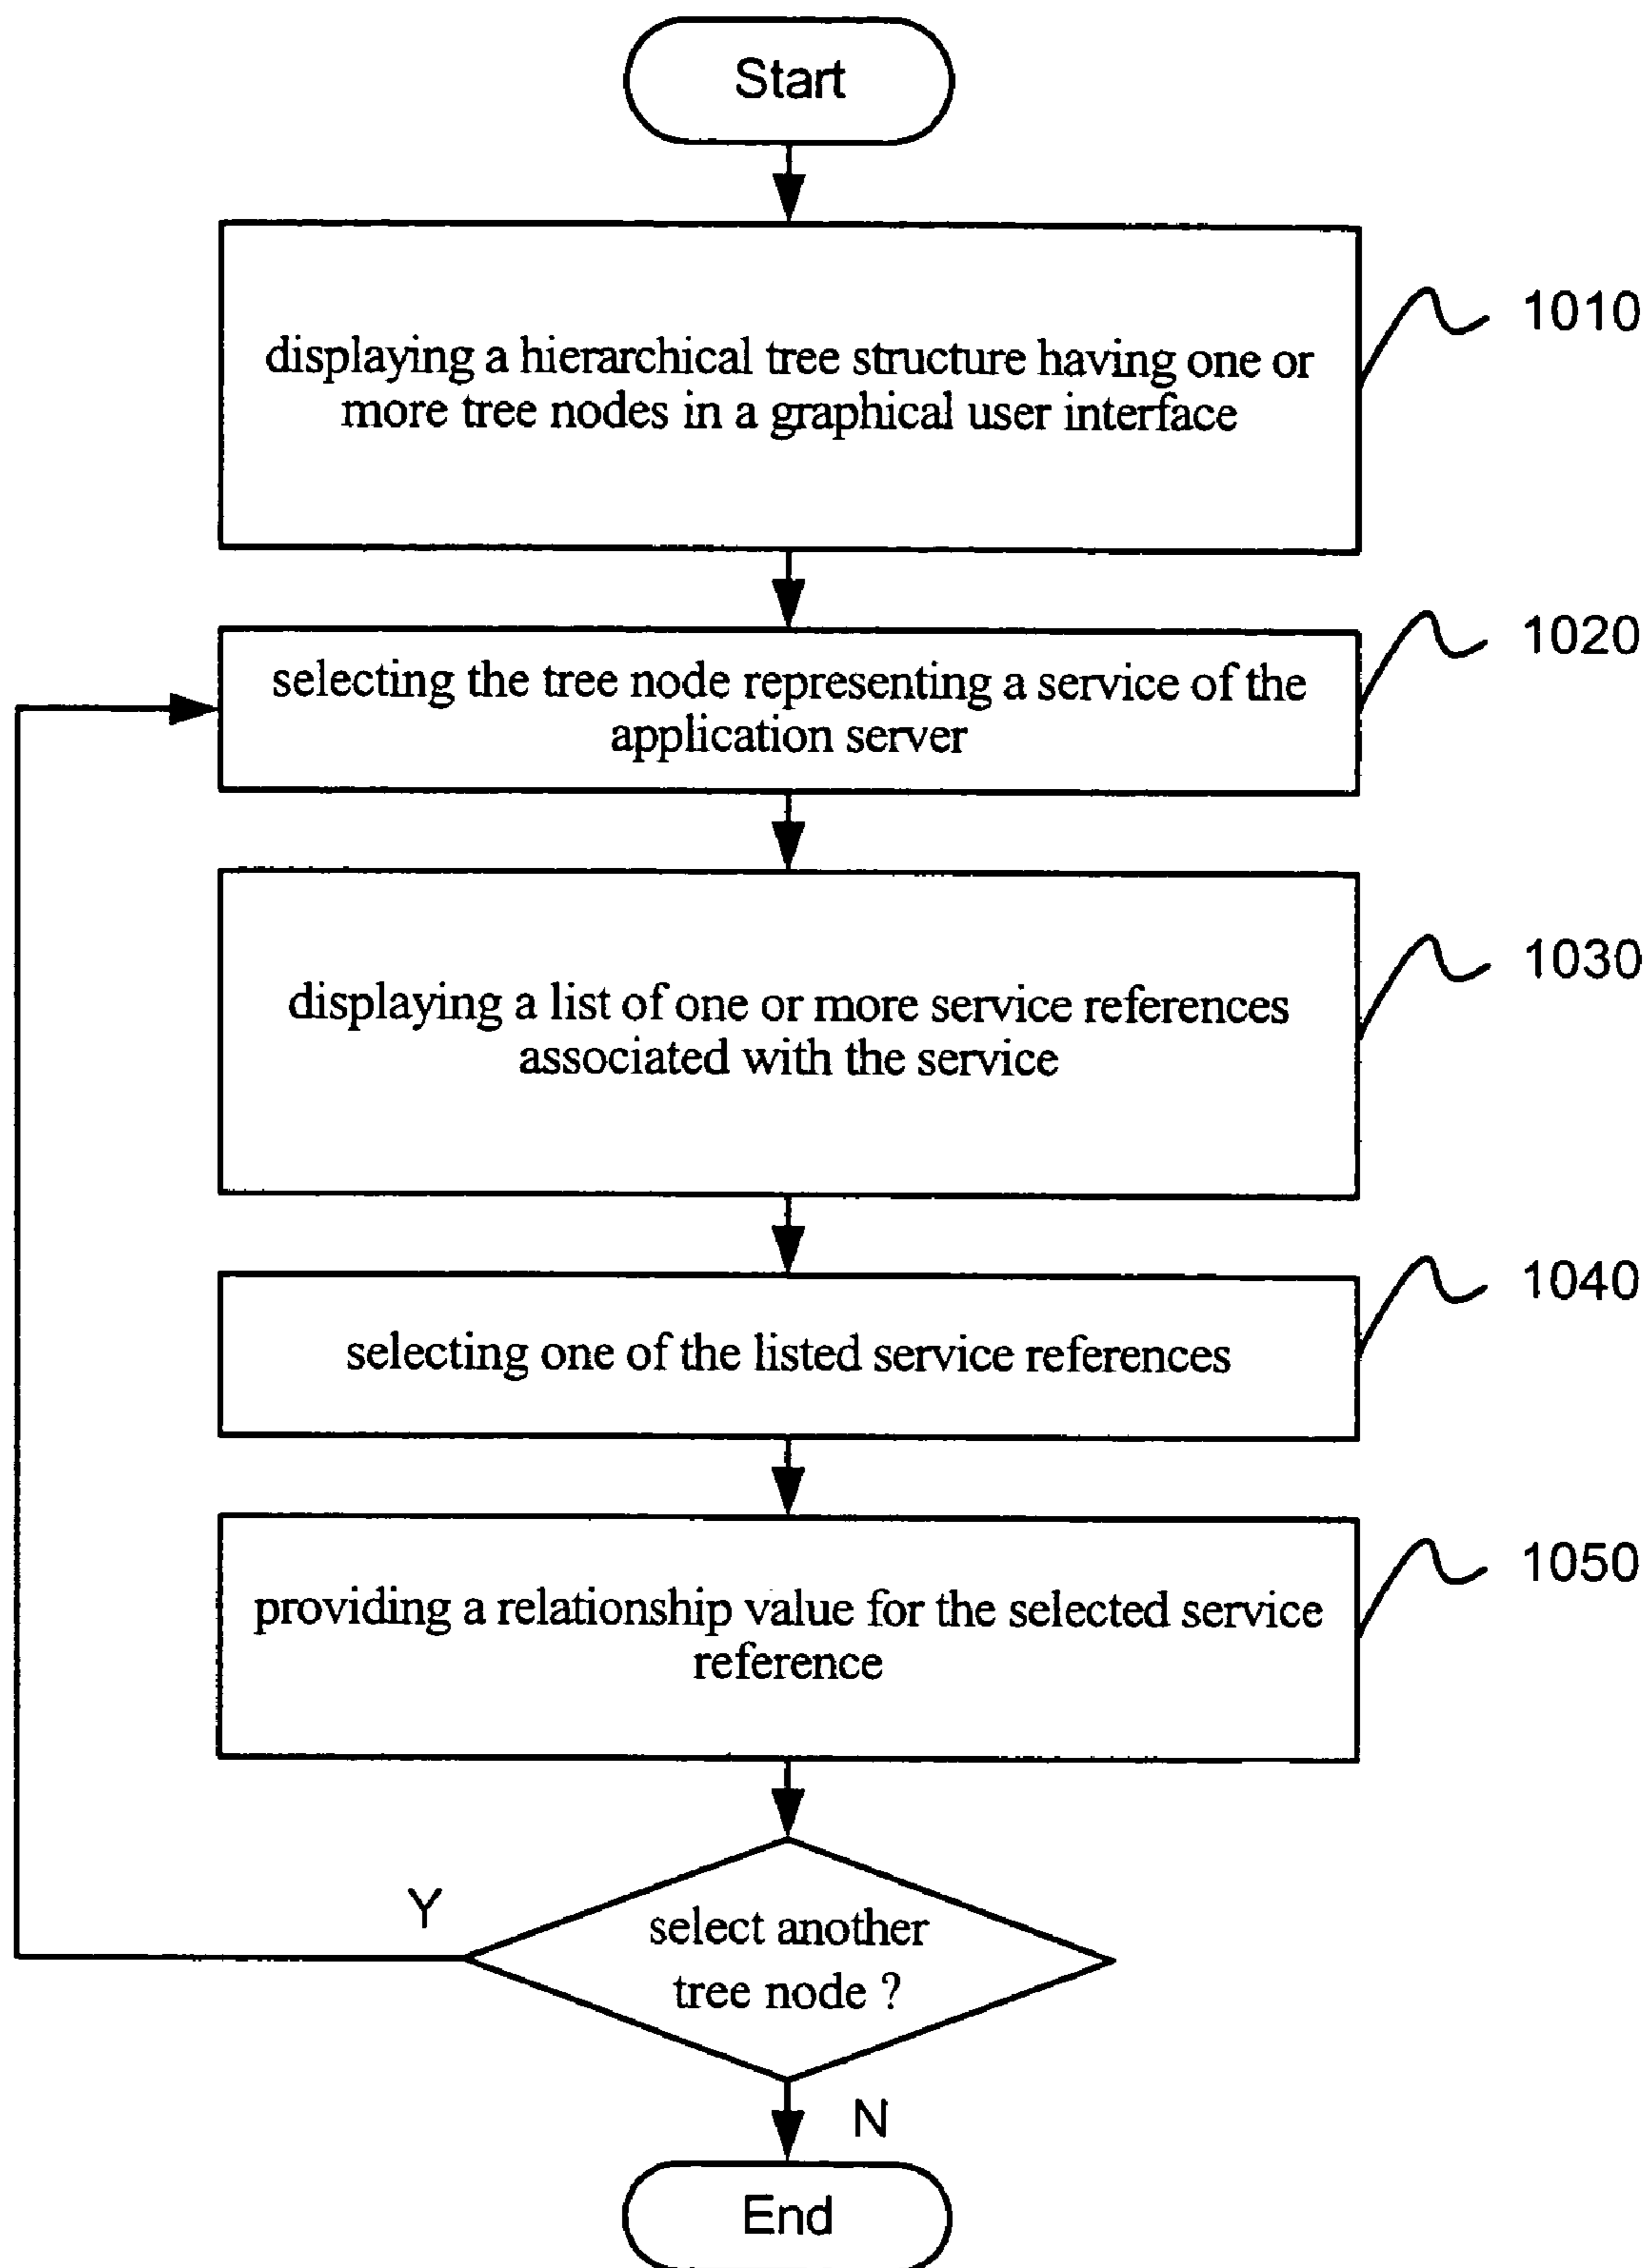 Start
displaying a hierarchical tree structure having one or
more tree nodes in a graphical user interface
1010
selecting the tree node representing a service of the
application server
1020
displaying a list of one or more service references
associated with the service
1030
selecting one of the listed service references
1040
providing a relationship value for the selected service
reference
1050
select another
tree node ?
Y
N
End